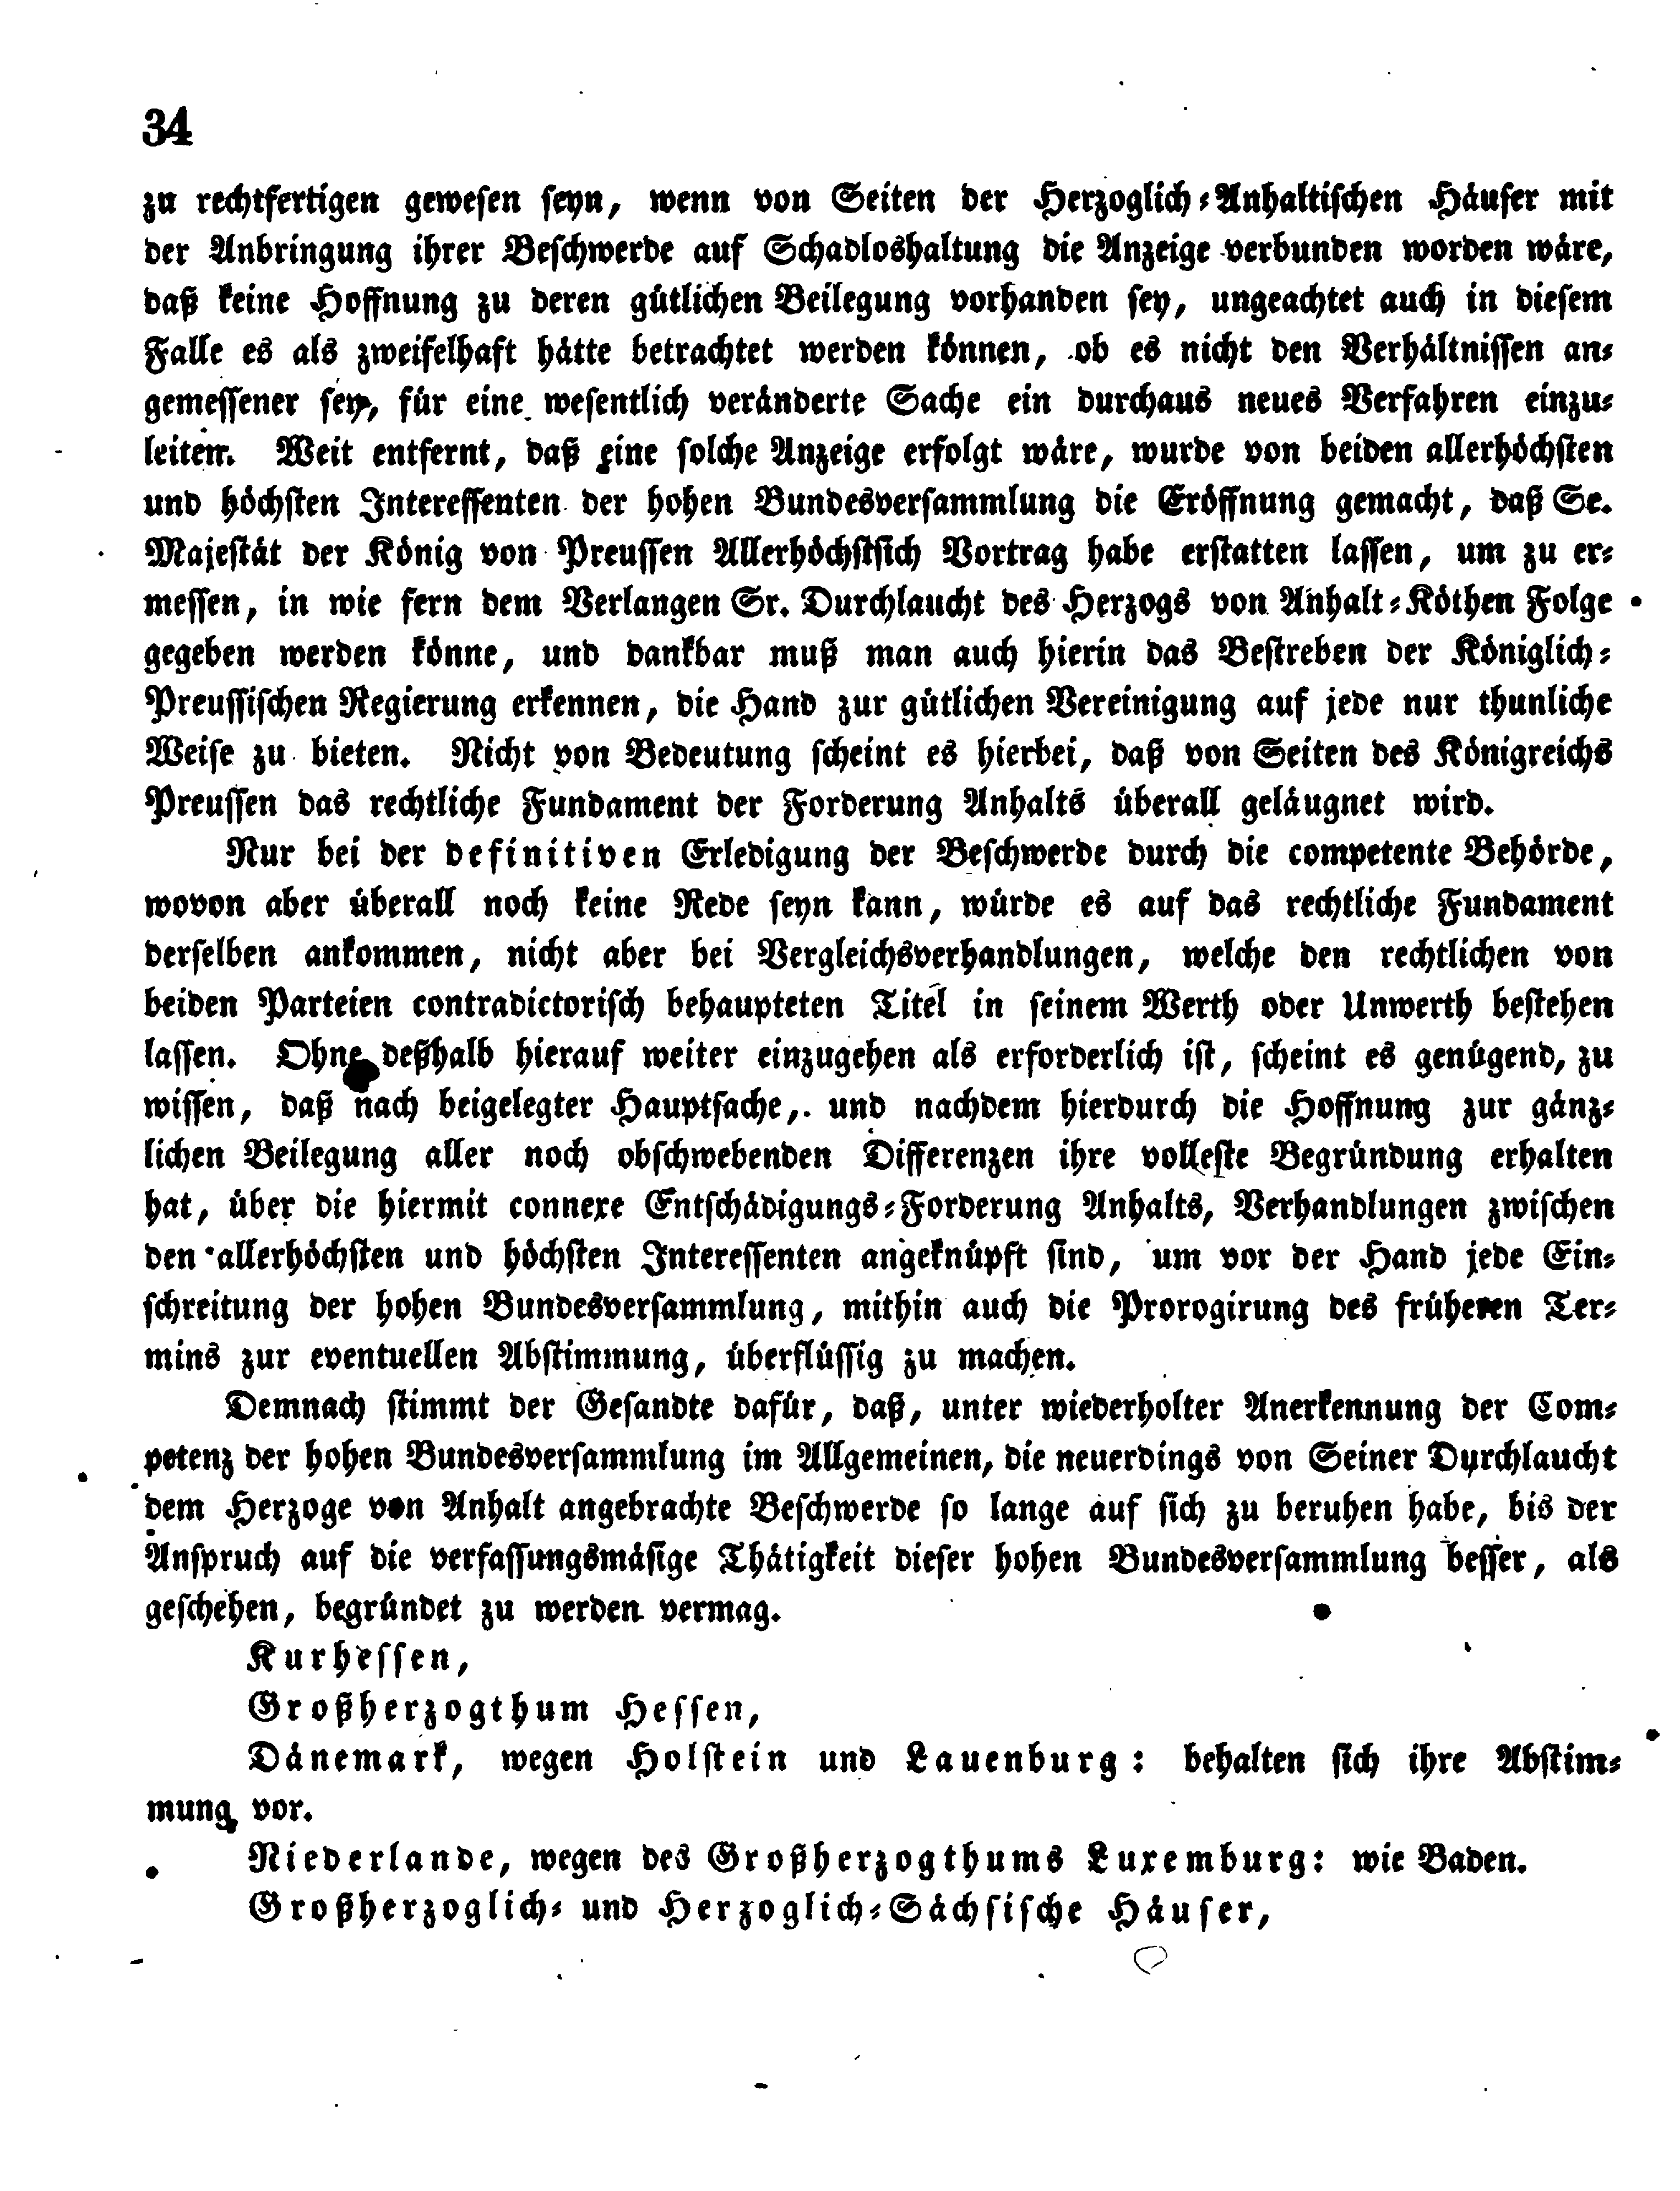 34
zu rechtfertigen gewesen seyn, wenn von Seiten der Herzoglich-Anhaltischen Häuser mit
der Anbringung ihrer Beschwerde auf Schadloshaltung die Anzeige verbunden worden wäre,
daß keine Hoffnung zu deren gütlichen Beilegung vorhanden sey, ungeachtet auch in diesem
Falle es als zweifelhaft hätte betrachtet werden können, ob es nicht den Verhältnissen an-
gemessener sey, für eine wesentlich veränderte Sache ein durchaus neues Verfahren einzu-
leiten. Weit entfernt, daß eine solche Anzeige erfolgt wäre, wurde von beiden allerhöchsten
und höchsten Interessenten der hohen Bundesversammlung die Eröffnung gemacht, daß Se.
Majestät der König von Preussen Allerhöchstsich Vortrag habe erstatten lassen, um zu er-
messen, in wie fern dem Verlangen Sr. Durchlaucht des Herzogs von Anhalt-Köthen Folge
gegeben werden könne, und dankbar muß man auch hierin das Bestreben der Königlich-
Preussischen Regierung erkennen, die Hand zur gütlichen Vereinigung auf jede nur thunliche
Weise zu bieten. Nicht von Bedeutung scheint es hierbei, daß von Seiten des Königreichs
Preussen das rechtliche Fundament der Forderung Anhalts überall geläugnet wird.
Nur bei der definitiven Erledigung der Beschwerde durch die competente Behörde,
wovon aber überall noch keine Rede seyn kann, würde es auf das rechtliche Fundament
derselben ankommen, nicht aber bei Vergleichsverhandlungen, welche den rechtlichen von
beiden Parteien contradictorisch behaupteten Titel in seinem Werth oder Unwerth bestehen
lassen. Ohne deßhalb hierauf weiter einzugehen als erforderlich ist, scheint es genügend, zu
wissen, daß nach beigelegter Hauptsache, und nachdem hierdurch die Hoffnung zur gänz-
lichen Beilegung aller noch obschwebenden Differenzen ihre volleste Begründung erhalten
hat, über die hiermit connexe Entschädigungs-Forderung Anhalts, Verhandlungen zwischen
den allerhöchsten und höchsten Interessenten angeknüpft sind, um vor der Hand jede Ein-
schreitung der hohen Bundesversammlung, mithin auch die Prorogirung des früheren Ter-
mins zur eventuellen Abstimmung, überflüssig zu machen.
Demnach stimmt der Gesandte dafür, daß, unter wiederholter Anerkennung der Com-
petenz der hohen Bundesversammlung im Allgemeinen, die neuerdings von Seiner Durchlaucht
dem Herzoge von Anhalt angebrachte Beschwerde so lange auf sich zu beruhen habe, bis der
Anspruch auf die verfassungsmäsige Thätigkeit dieser hohen Bundesversammlung besser, als
geschehen, begründet zu werden vermag.
Kurhessen,
Großherzogthum Hessen,
Dänemark, wegen Holstein und Lauenburg: behalten sich ihre Abstim-
mung vor.
Niederlande, wegen des Großherzogthums Luxemburg: wie Baden.
Großherzoglich- und Herzoglich-Sächsische Häuser,